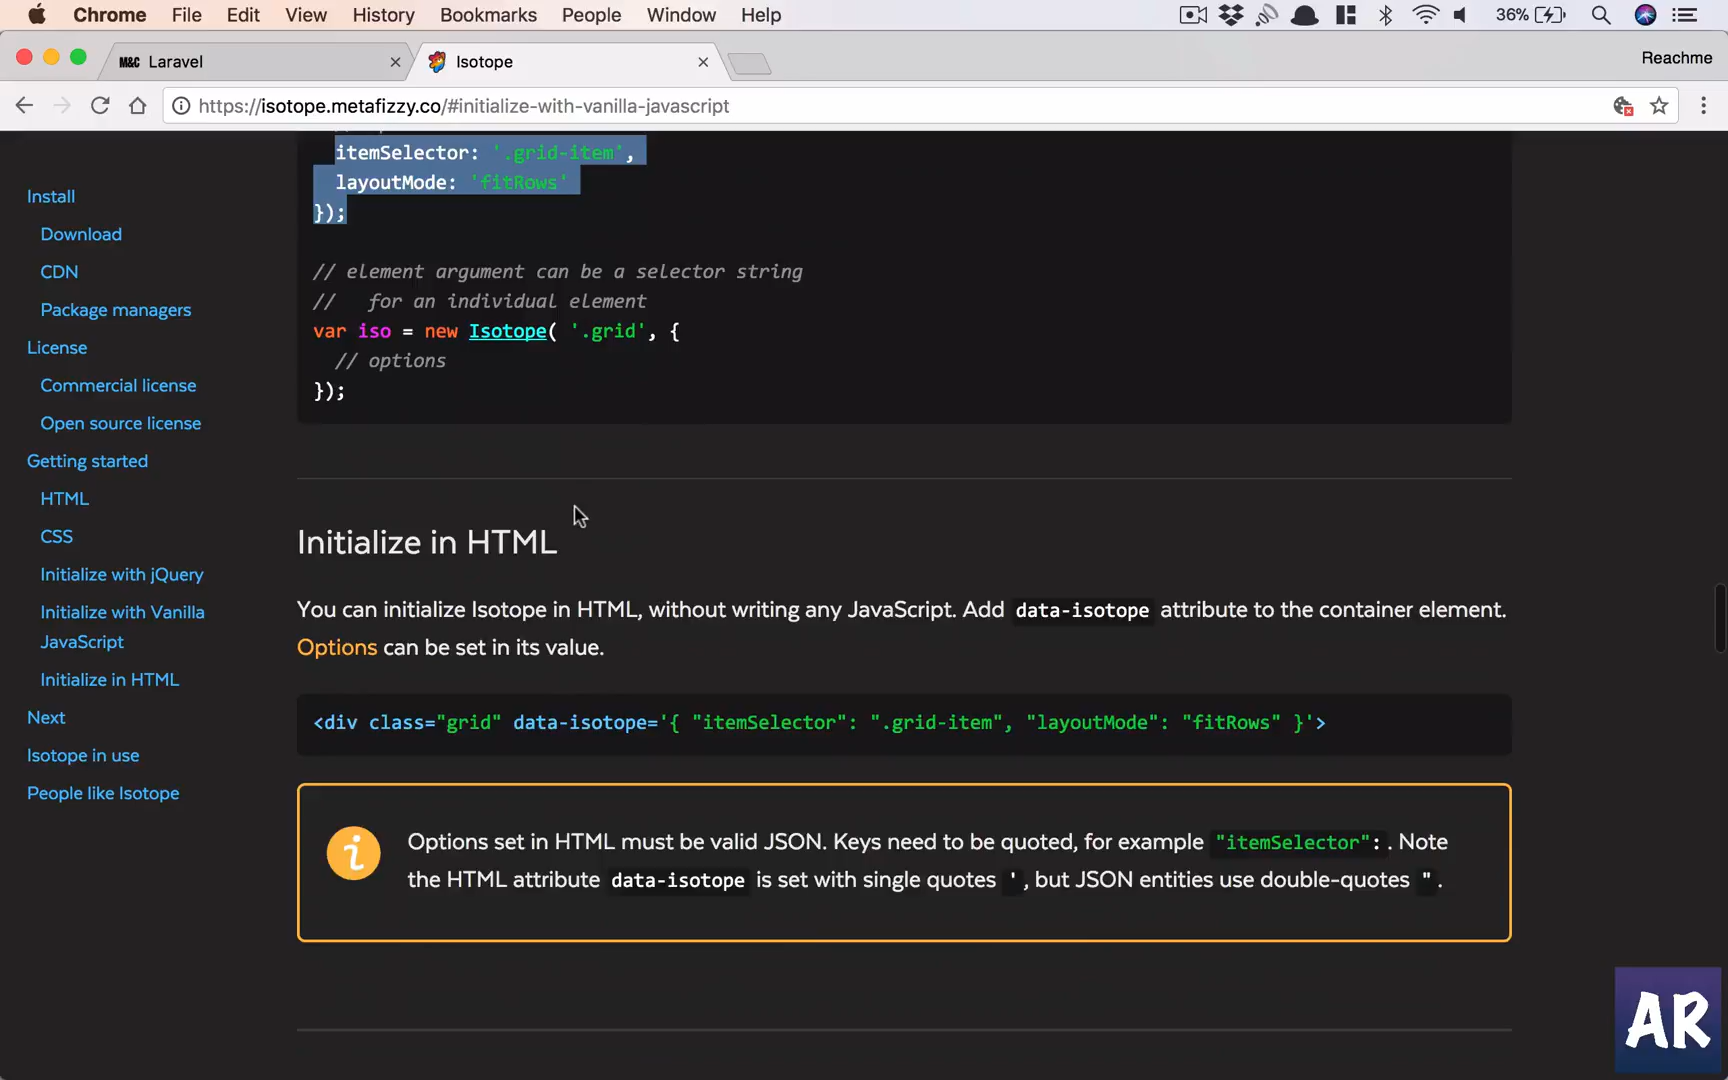 Chrome File Edit View History Bookmarks People Window Help 36%
M&C Laravel Isotope Reachme
https://isotope.metafizzy.co/#initialize-with-vanilla-javascript
Install
Download
CDN
Package managers
License
Commercial license
Open source license
Getting started
HTML
CSS
Initialize with jQuery
Initialize with Vanilla
JavaScript
Initialize in HTML
Next
Isotope in use
People like Isotope
itemSelector: '.grid-item',
layoutMode: 'fitRows'
});
// element argument can be a selector string
// for an individual element
var iso = new Isotope( '.grid', {
// options
});
Initialize in HTML
You can initialize Isotope in HTML, without writing any JavaScript. Add data-isotope attribute to the container element.
Options can be set in its value.
<div class="grid" data-isotope='{ "itemSelector": ".grid-item", "layoutMode": "fitRows" }'>
Options set in HTML must be valid JSON. Keys need to be quoted, for example "itemSelector": . Note
the HTML attribute data-isotope is set with single quotes ' , but JSON entities use double-quotes " .
AR